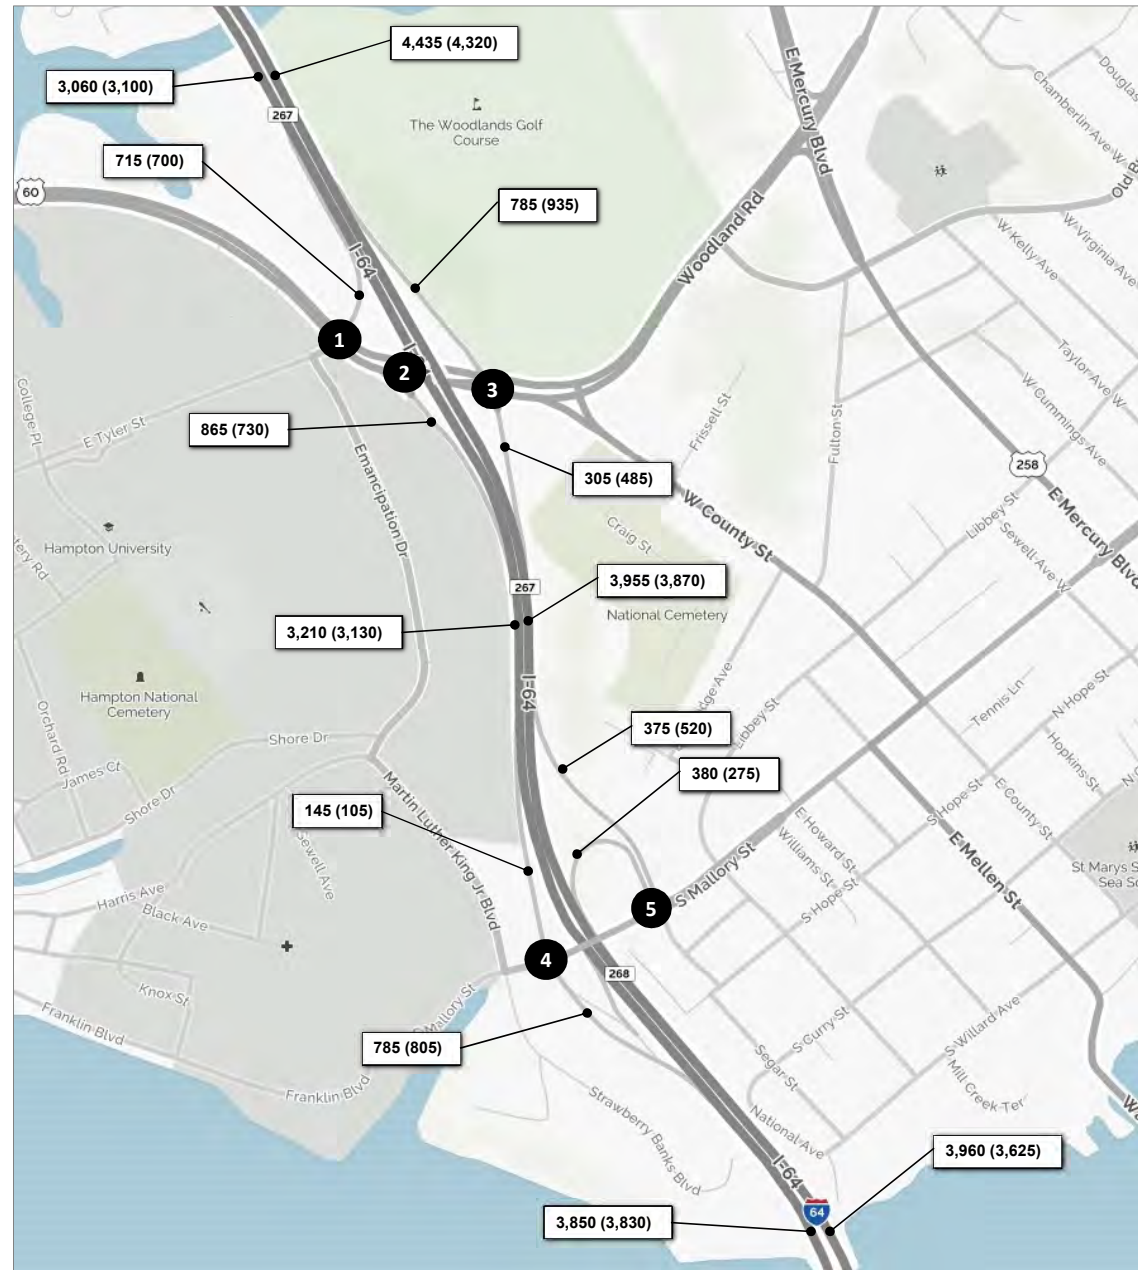 4,435 (4,320)
3,060 (3,100)
267
The Woodlands Golf
Course
E Mercury Blvd
Douglas
Chamberlin Ave W
715 (700)
60
785 (935)
Woodland Rd
W Kelly Ave
W Virginia Ave
I-64
1
2
3
College Pl
E Tyler St
865 (730)
Emancipation Dr
305 (485)
Frissell St
Fulton St
Taylor Ave W
W Cummings Ave
258
E Mercury Blvd
W County St
Libbey St
Sewell Ave W
Craig St
Hampton University
267
3,955 (3,870)
National Cemetery
3,210 (3,130)
I-64
Hampton National
Cemetery
Orchard Rd
James Ct
Shore Dr
Shore Dr
375 (520)
Libbey St
380 (275)
Tennis Ln
N Hope St
Hopkins St
145 (105)
Martin Luther King Jr Blvd
Sewell Ave
E Howard St
Williams St
S Hope St
S Hope St
E County St
E Mellen St
St Marys S
Sea Sc
Harris Ave
Black Ave
5
S Mallory St
4
268
Knox St
Franklin Blvd
Mallory St
785 (805)
Franklin Blvd
S Curry St
Segar St
S Willard Ave
S Mill Creek Ter
Strawberry Banks Blvd
National Ave
I-64
64
3,960 (3,625)
3,850 (3,830)